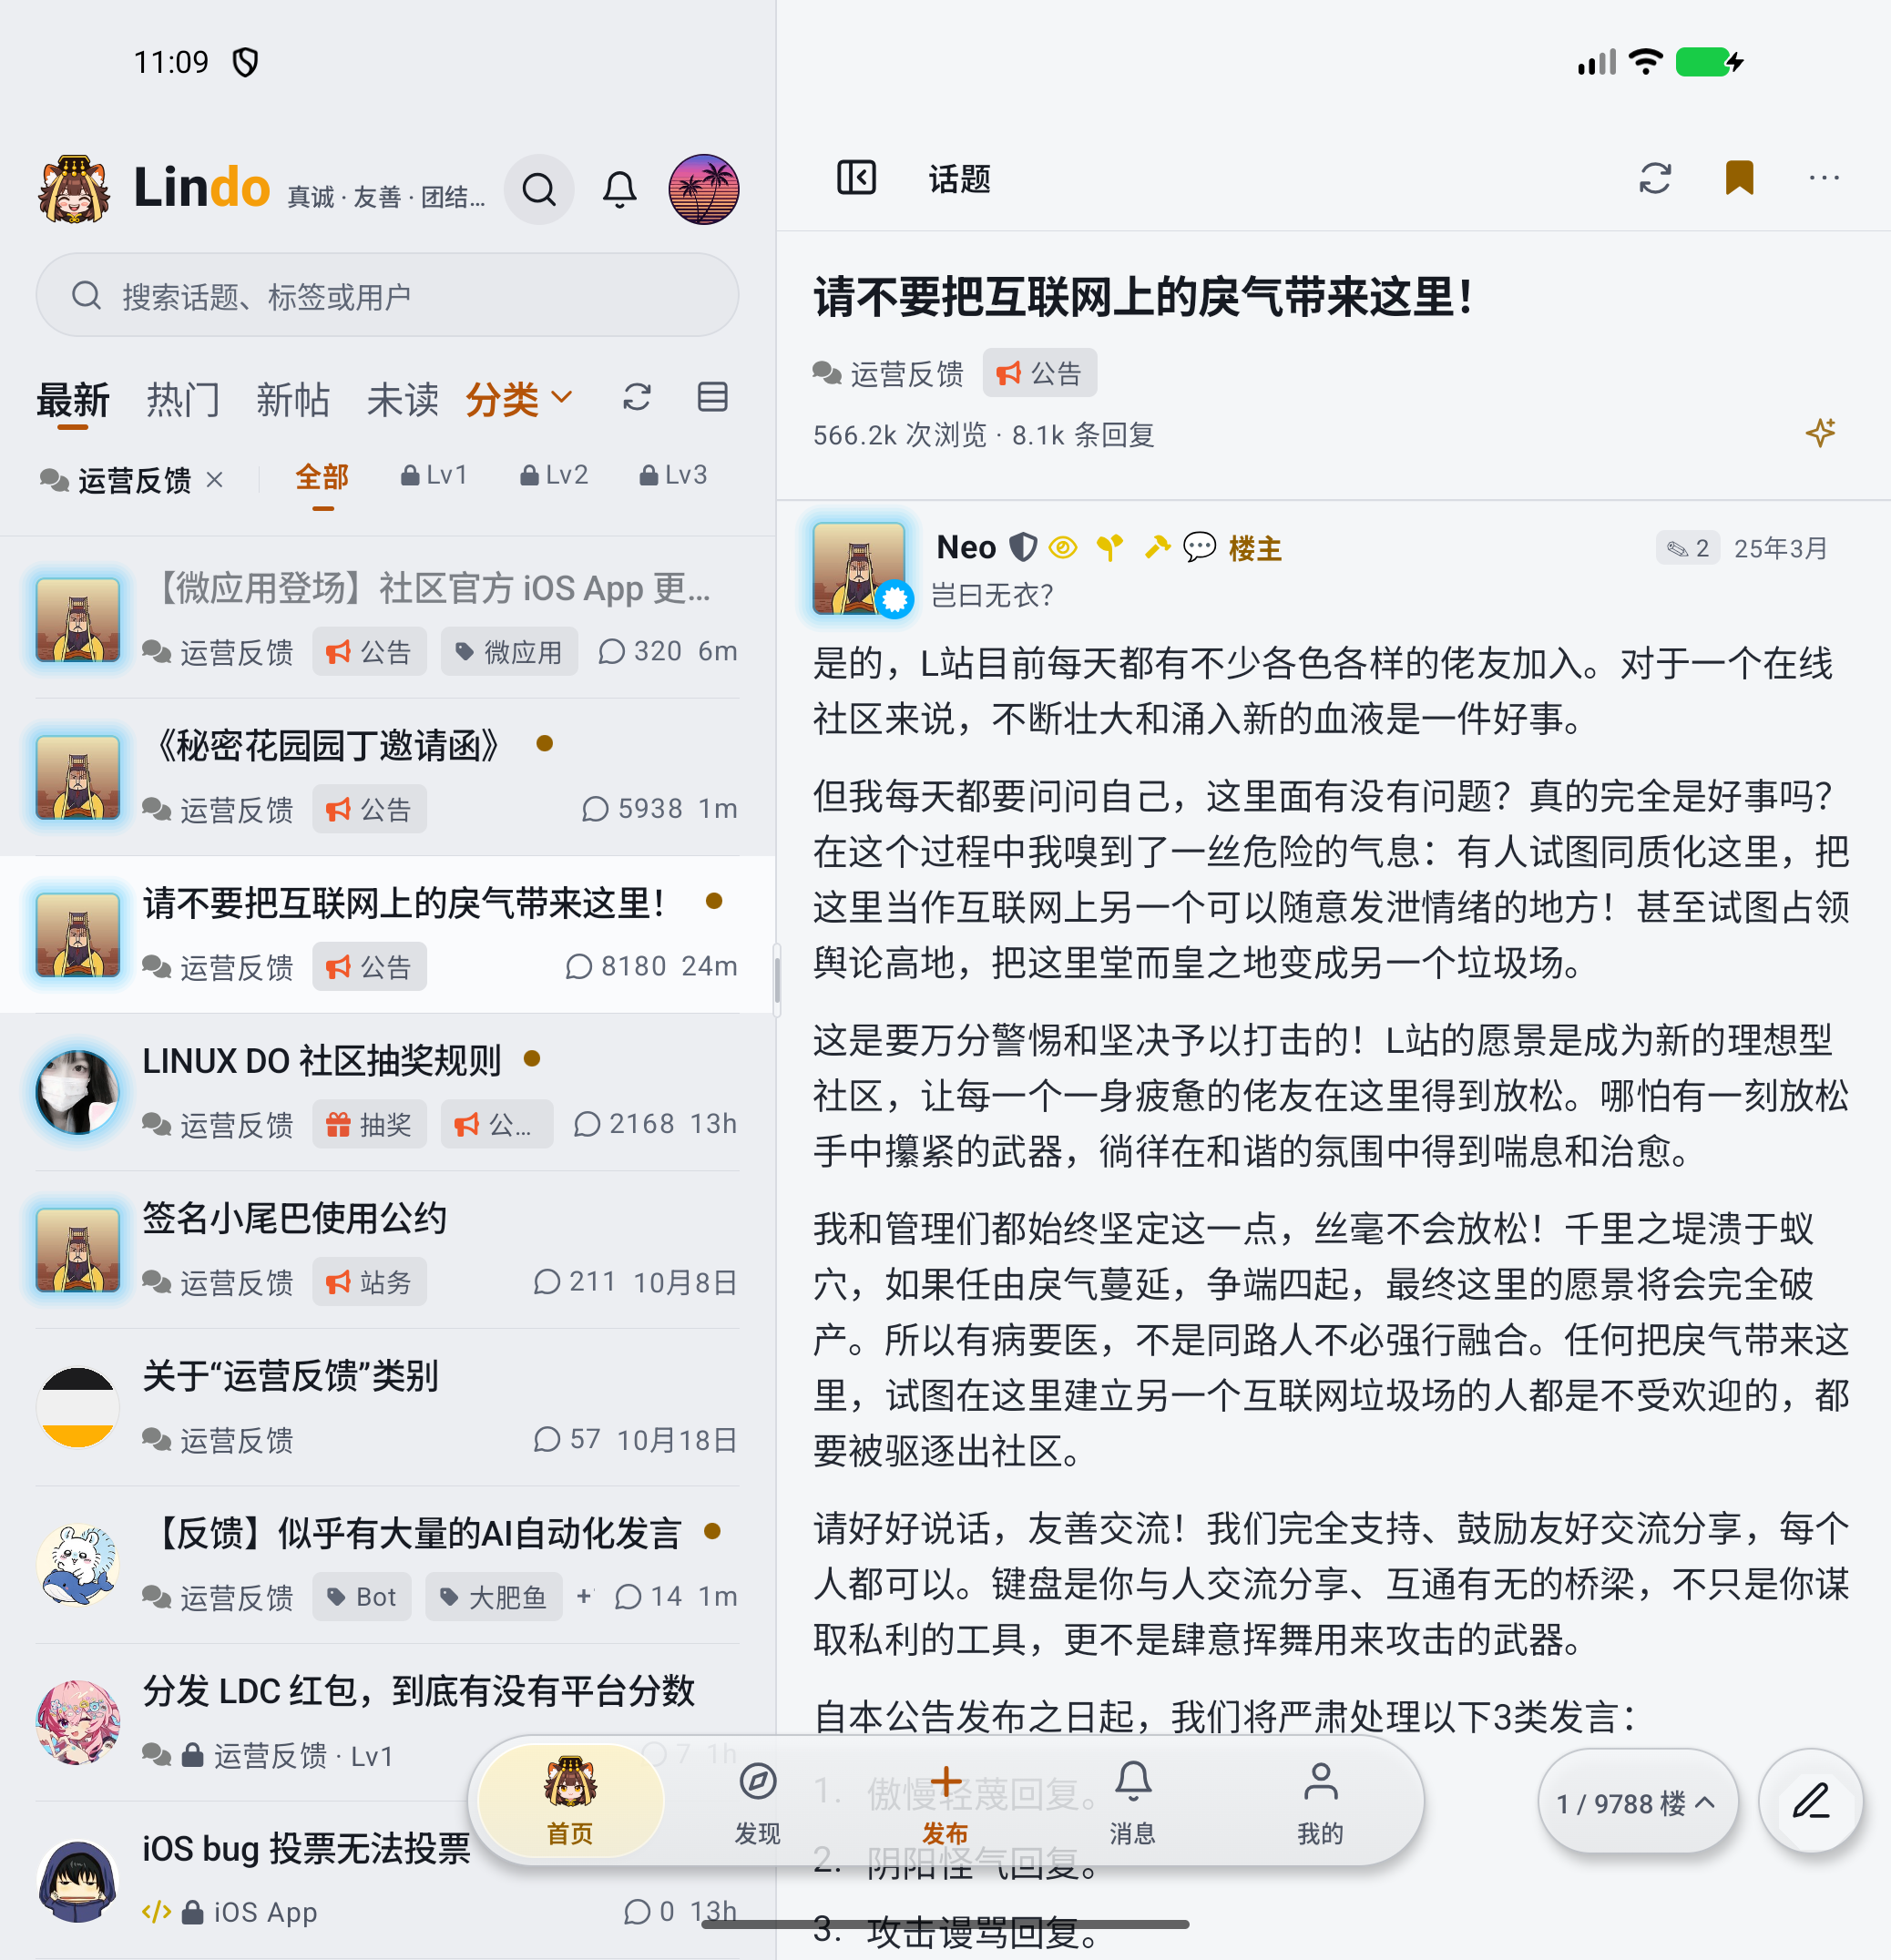 11:09
Lindo 真诚 · 友善 · 团结...
搜索话题、标签或用户
最新 热门 新帖 未读 分类
运营反馈 × 全部 Lv1 Lv2 Lv3
【微应用登场】社区官方 iOS App 更...
运营反馈 公告 微应用 320 6m
《秘密花园园丁邀请函》
运营反馈 公告 5938 1m
请不要把互联网上的戾气带来这里！
运营反馈 公告 8180 24m
LINUX DO 社区抽奖规则
运营反馈 抽奖 公... 2168 13h
签名小尾巴使用公约
运营反馈 站务 211 10月8日
关于“运营反馈”类别
运营反馈 57 10月18日
【反馈】似乎有大量的AI自动化发言
运营反馈 Bot 大肥鱼 + 14 1m
分发 LDC 红包，到底有没有平台分数
运营反馈 · Lv1 7 1h
iOS bug 投票无法投票
iOS App 0 13h
话题 ···
请不要把互联网上的戾气带来这里！
运营反馈 公告
566.2k 次浏览 · 8.1k 条回复
Neo 楼主 2 25年3月
岂曰无衣？
是的，L站目前每天都有不少各色各样的佬友加入。对于一个在线
社区来说，不断壮大和涌入新的血液是一件好事。
但我每天都要问问自己，这里面有没有问题？真的完全是好事吗？
在这个过程中我嗅到了一丝危险的气息：有人试图同质化这里，把
这里当作互联网上另一个可以随意发泄情绪的地方！甚至试图占领
舆论高地，把这里堂而皇之地变成另一个垃圾场。
这是要万分警惕和坚决予以打击的！L站的愿景是成为新的理想型
社区，让每一个一身疲惫的佬友在这里得到放松。哪怕有一刻放松
手中攥紧的武器，徜徉在和谐的氛围中得到喘息和治愈。
我和管理们都始终坚定这一点，丝毫不会放松！千里之堤溃于蚁
穴，如果任由戾气蔓延，争端四起，最终这里的愿景将会完全破
产。所以有病要医，不是同路人不必强行融合。任何把戾气带来这
里，试图在这里建立另一个互联网垃圾场的人都是不受欢迎的，都
要被驱逐出社区。
请好好说话，友善交流！我们完全支持、鼓励友好交流分享，每个
人都可以。键盘是你与人交流分享、互通有无的桥梁，不只是你谋
取私利的工具，更不是肆意挥舞用来攻击的武器。
自本公告发布之日起，我们将严肃处理以下3类发言：
1. 傲慢轻蔑回复。
2. 阴阳怪气回复。
3. 攻击谩骂回复。
首页 发现 发布 消息 我的
1 / 9788 楼